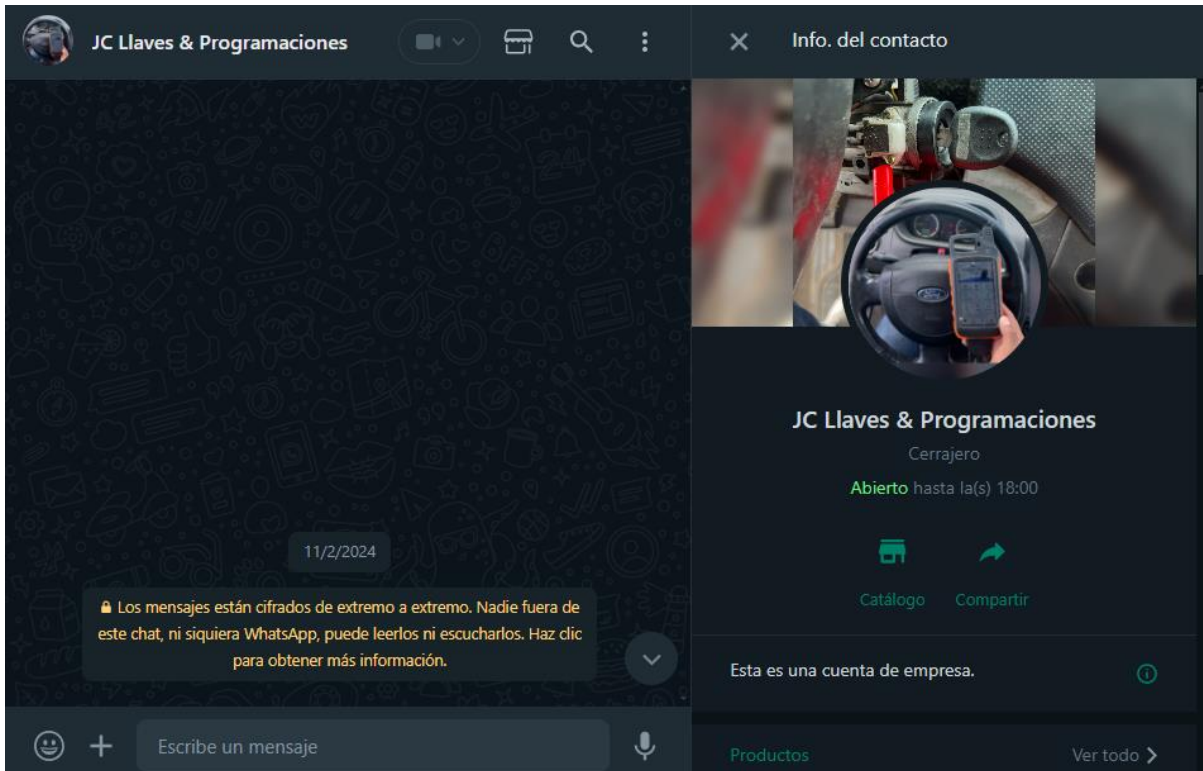 JC Llaves & Programaciones
11/2/2024
Los mensajes están cifrados de extremo a extremo. Nadie fuera de
este chat, ni siquiera WhatsApp, puede leerlos ni escucharlos. Haz clic
para obtener más información.
Escribe un mensaje
Info. del contacto
JC Llaves & Programaciones
Cerrajero
Abierto hasta la(s) 18:00
Catálogo Compartir
Esta es una cuenta de empresa.
Productos Ver todo